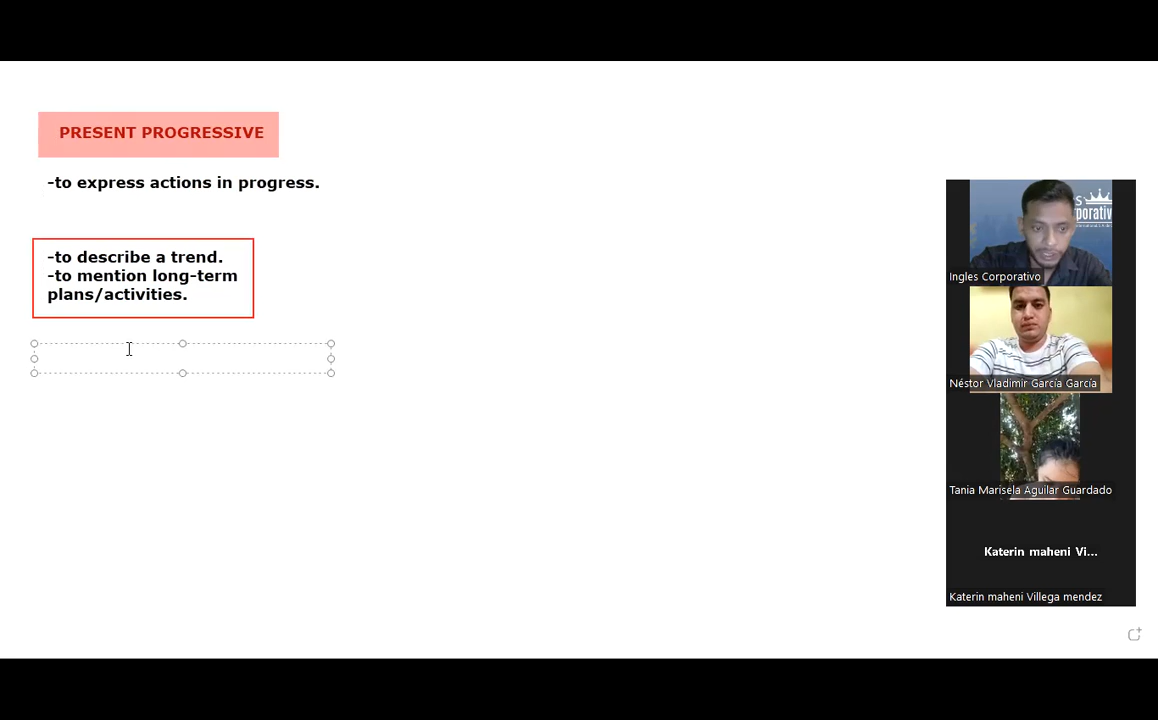 PRESENT PROGRESSIVE
-to express actions in progress.
-to describe a trend.
-to mention long-term
plans/activities.
Ingles Corporativo
Néstor Vladimir García García
Tania Marisela Aguilar Guardado
Katerin maheni Vi...
Katerin maheni Villega mendez